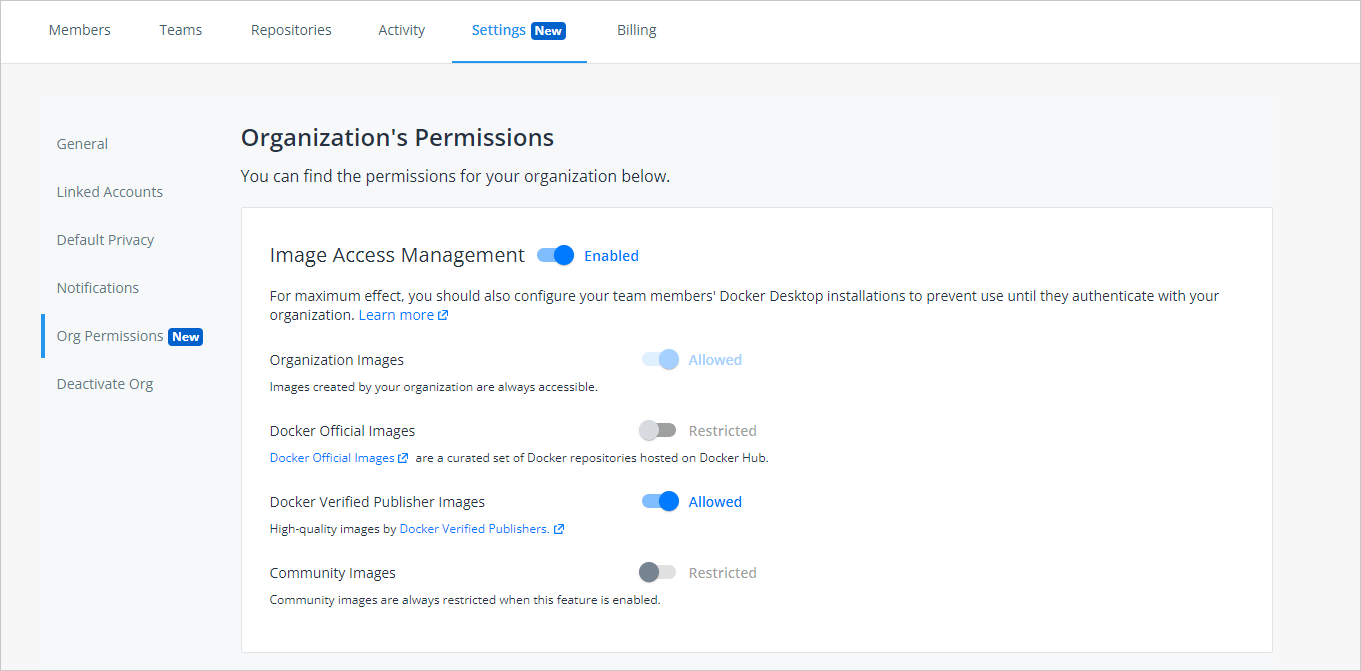 Members Teams Repositories Activity Settings New Billing
General
Linked Accounts
Default Privacy
Notifications
Org Permissions New
Deactivate Org
Organization's Permissions
You can find the permissions for your organization below.
Image Access Management Enabled
For maximum effect, you should also configure your team members' Docker Desktop installations to prevent use until they authenticate with your
organization. Learn more
Organization Images Allowed
Images created by your organization are always accessible.
Docker Official Images Restricted
Docker Official Images are a curated set of Docker repositories hosted on Docker Hub.
Docker Verified Publisher Images Allowed
High-quality images by Docker Verified Publishers.
Community Images Restricted
Community images are always restricted when this feature is enabled.